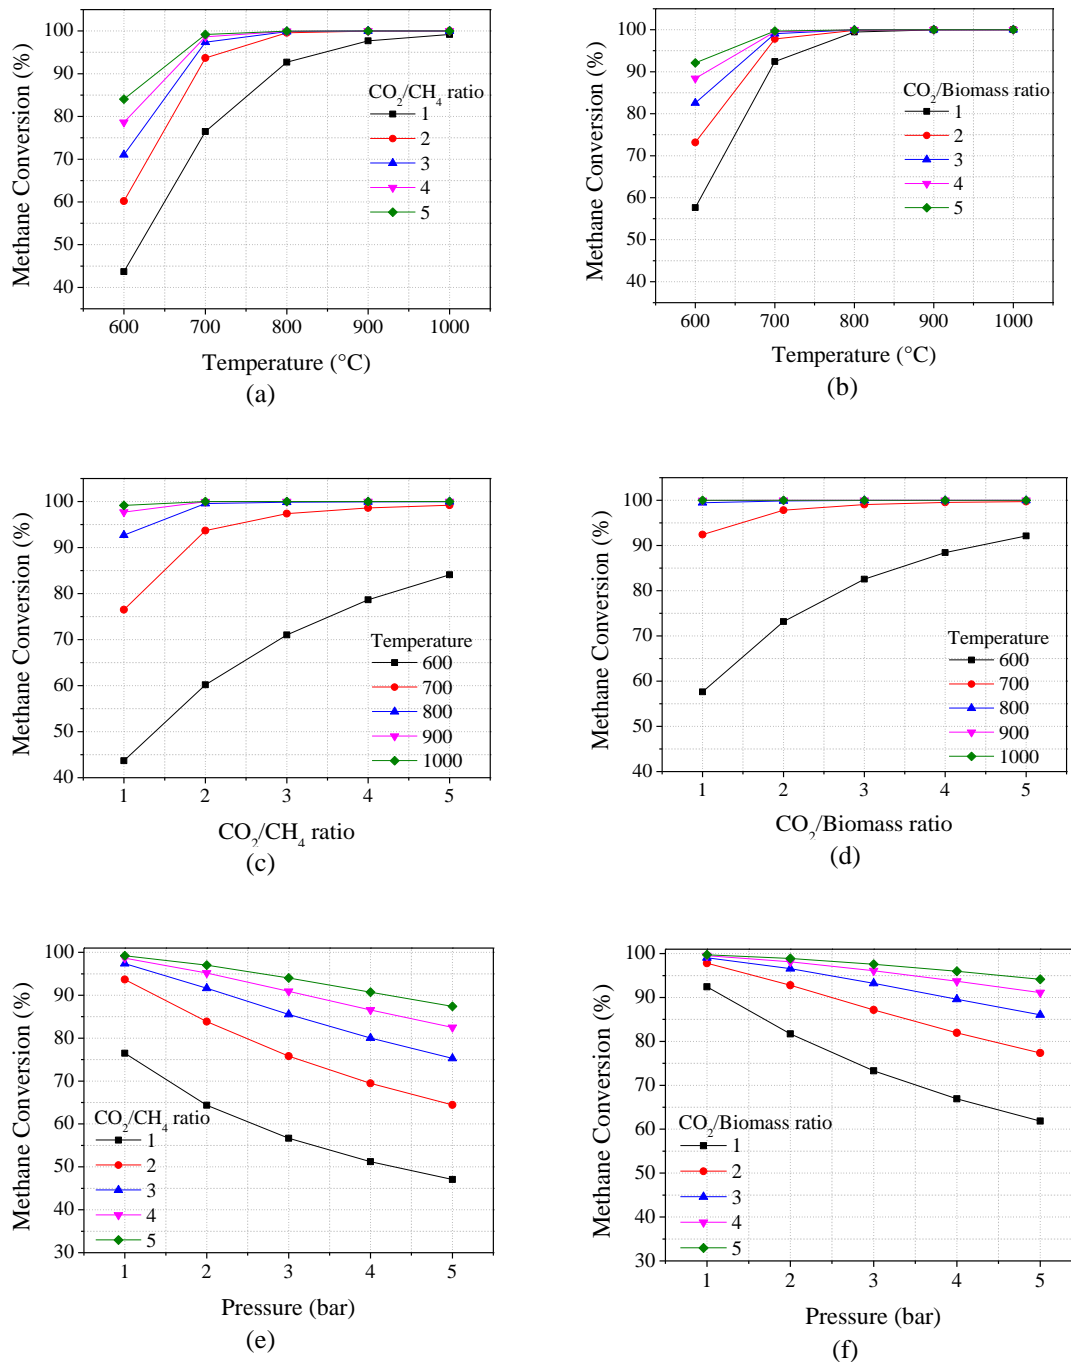 100
90
80
70
60
50
40
Methane Conversion (%)
CO2/CH4 ratio
1
2
3
4
5
600 700 800 900 1000
Temperature (°C)
(a)
100
90
80
70
60
50
40
Methane Conversion (%)
CO2/Biomass ratio
1
2
3
4
5
600 700 800 900 1000
Temperature (°C)
(b)
100
90
80
70
60
50
40
Methane Conversion (%)
Temperature
600
700
800
900
1000
1 2 3 4 5
CO2/CH4 ratio
(c)
100
90
80
70
60
50
40
Methane Conversion (%)
Temperature
600
700
800
900
1000
1 2 3 4 5
CO2/Biomass ratio
(d)
100
90
80
70
60
50
40
30
Methane Conversion (%)
CO2/CH4 ratio
1
2
3
4
5
1 2 3 4 5
Pressure (bar)
(e)
100
90
80
70
60
50
40
30
Methane Conversion (%)
CO2/Biomass ratio
1
2
3
4
5
1 2 3 4 5
Pressure (bar)
(f)